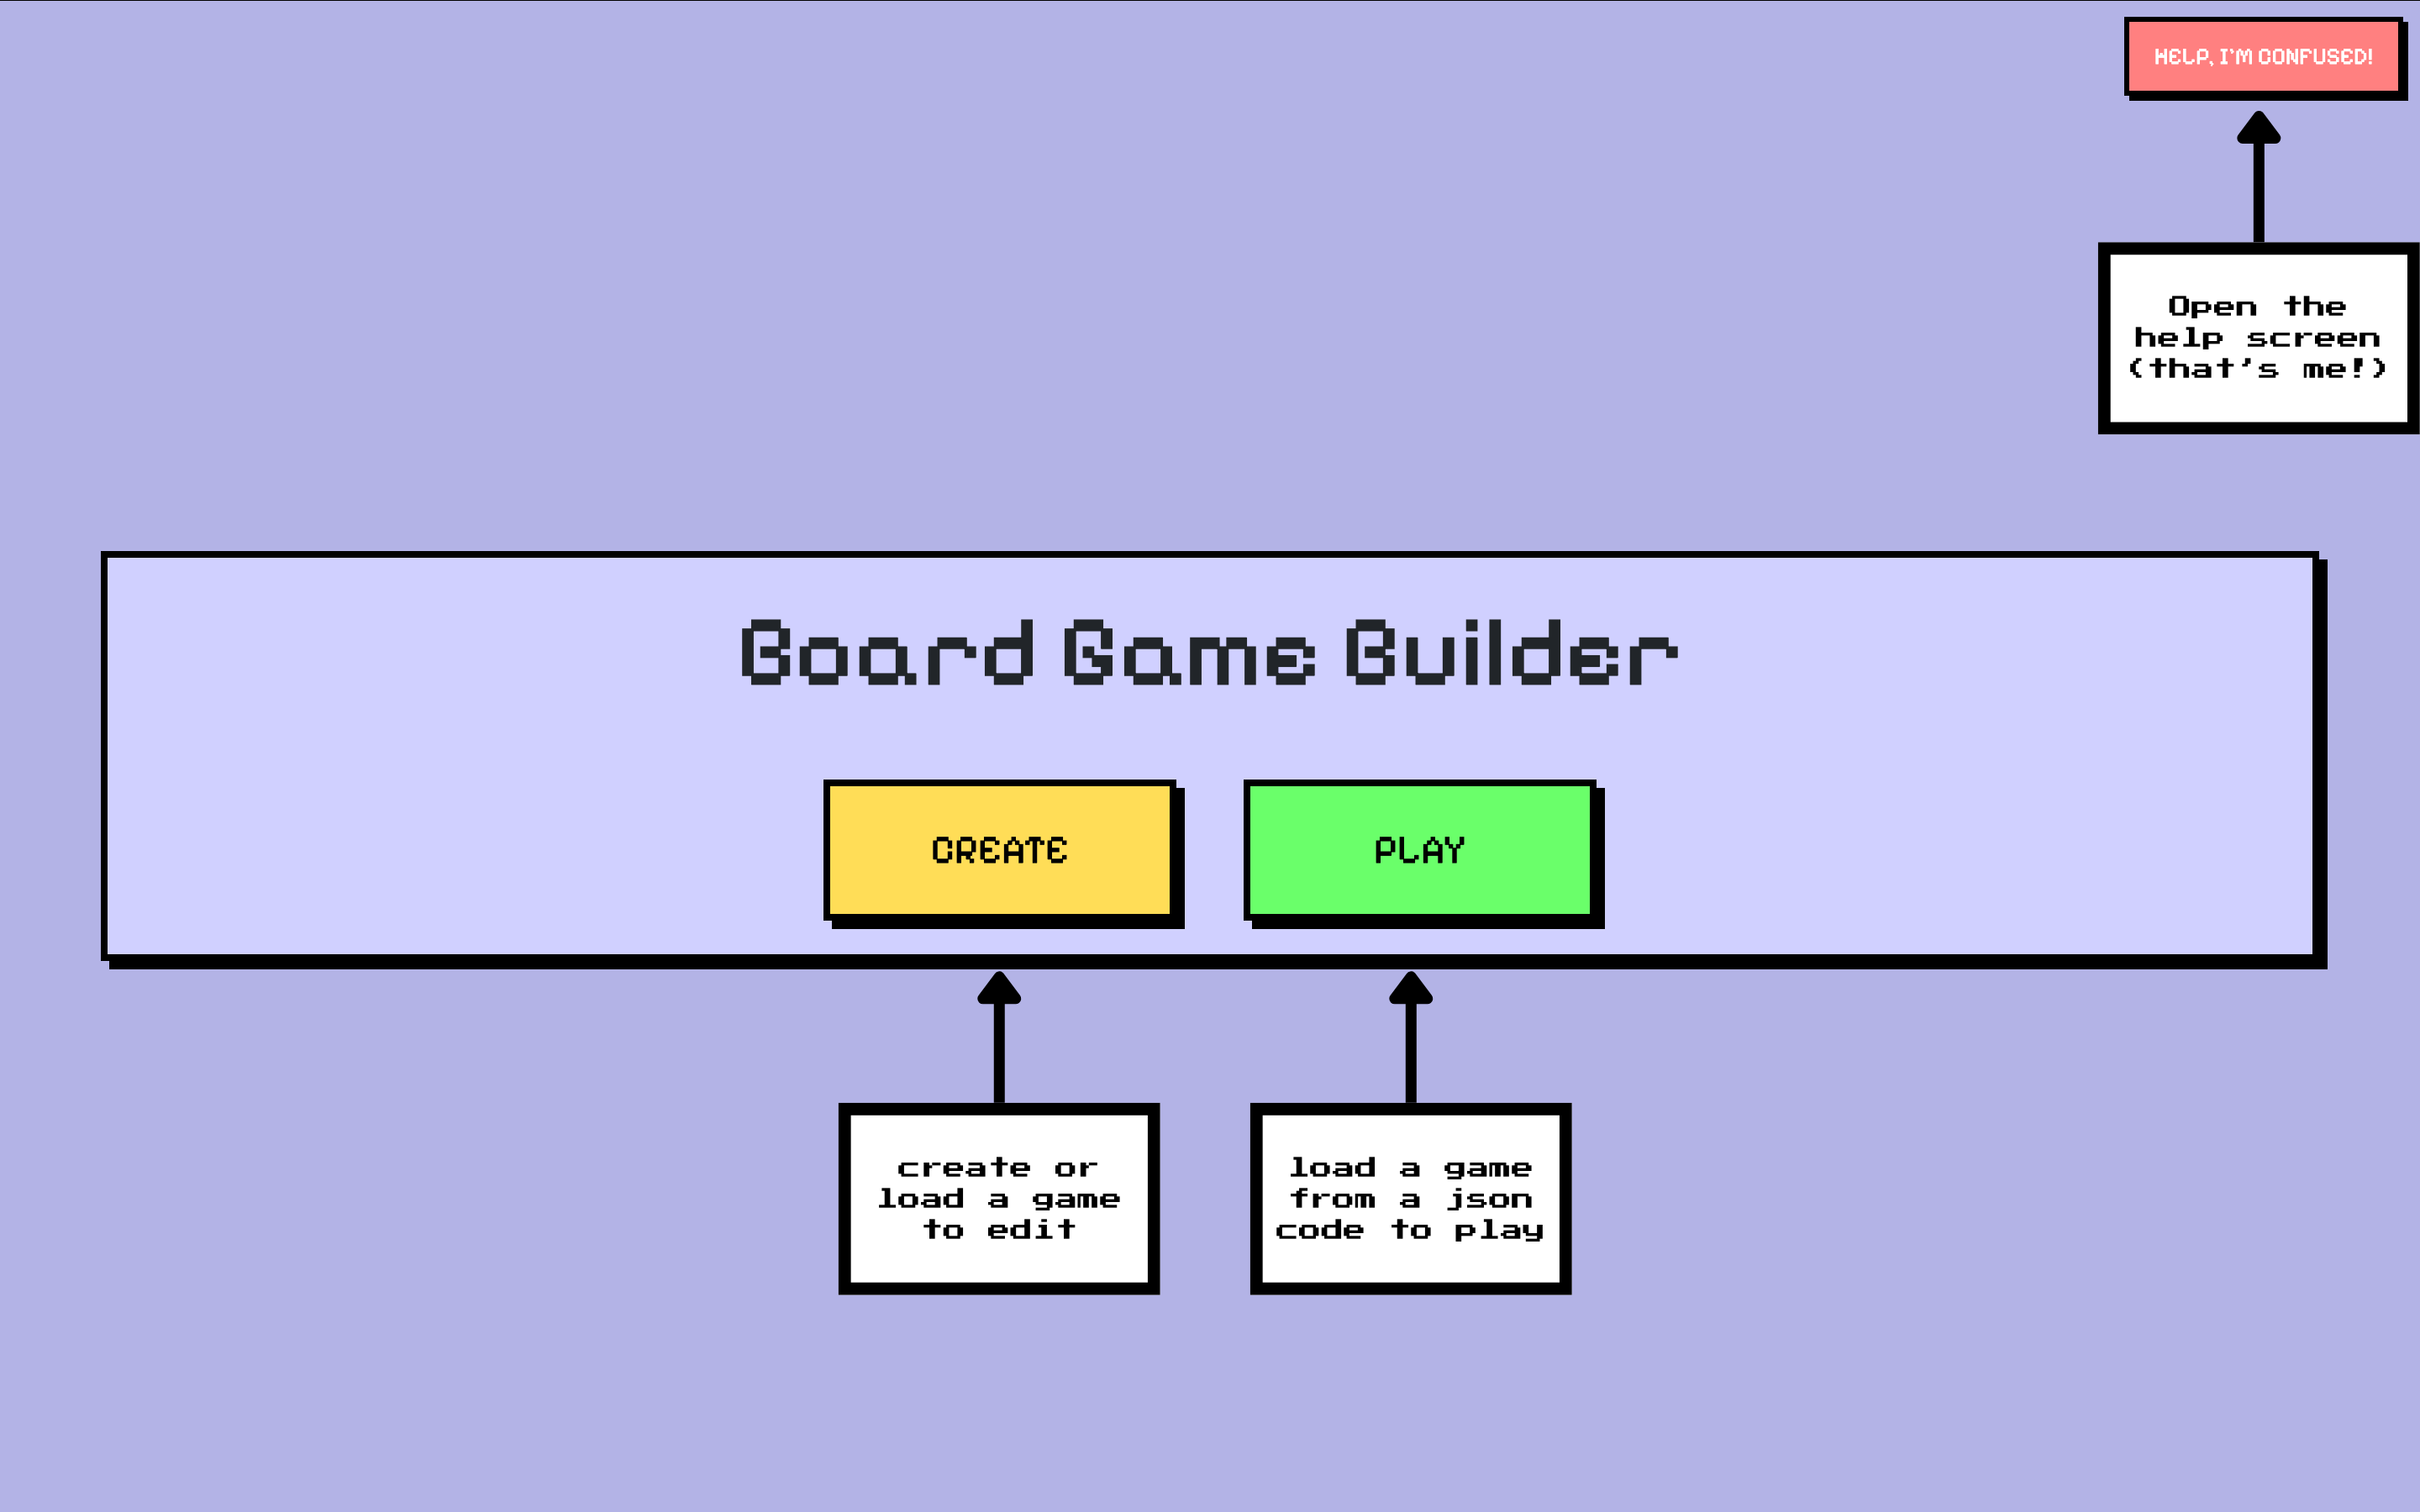 HELP, I'M CONFUSED!
Open the
help screen
(that's me!)
Board Game Builder
CREATE
PLAY
create or
load a game
to edit
load a game
from a json
code to play